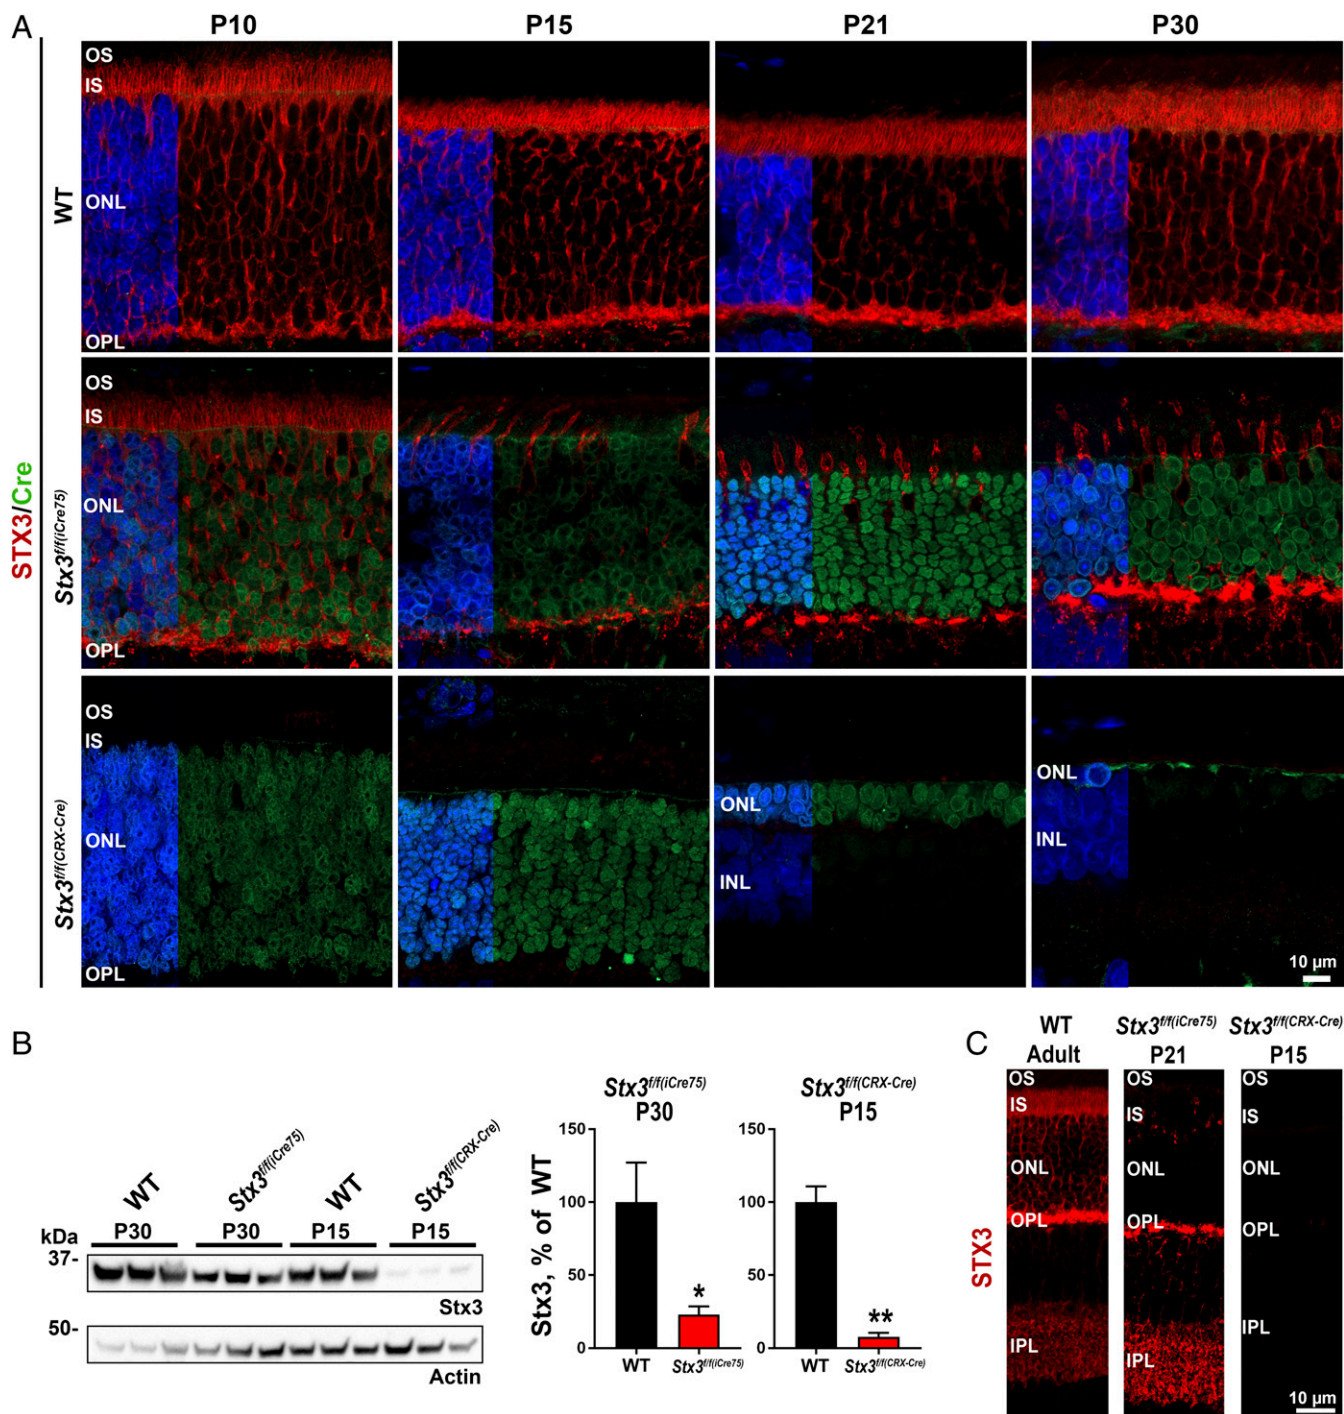 A
P10
P15
P21
P30
STX3/Cre
WT
OS
IS
ONL
OPL
Stx3f/f(iCre75)
OS
IS
ONL
OPL
Stx3f/f(CRX-Cre)
OS
IS
ONL
OPL
ONL
INL
ONL
INL
10 µm
B
WT
Stx3f/f(iCre75)
WT
Stx3f/f(CRX-Cre)
kDa
P30
P30
P15
P15
37-
Stx3
50-
Actin
Stx3f/f(iCre75)
P30
Stx3, % of WT
150
100
50
0
*
WT
Stx3f/f(iCre75)
Stx3f/f(CRX-Cre)
P15
150
100
50
0
**
WT
Stx3f/f(CRX-Cre)
C
WT
Adult
Stx3f/f(iCre75)
P21
Stx3f/f(CRX-Cre)
P15
STX3
OS
IS
ONL
OPL
IPL
OS
IS
ONL
OPL
IPL
OS
IS
ONL
OPL
IPL
10 µm